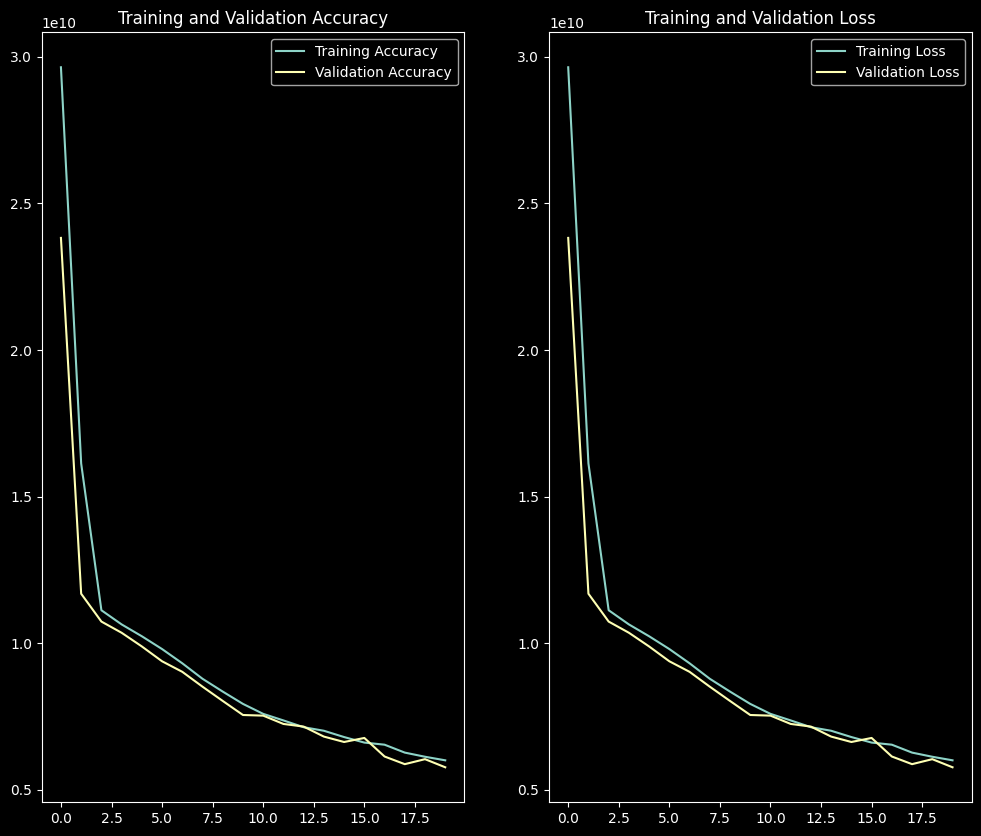 Training and Validation Accuracy
1e10
Training Accuracy
Validation Accuracy
3.0
2.5
2.0
1.5
1.0
0.5
0.0 2.5 5.0 7.5 10.0 12.5 15.0 17.5
Training and Validation Loss
1e10
Training Loss
Validation Loss
3.0
2.5
2.0
1.5
1.0
0.5
0.0 2.5 5.0 7.5 10.0 12.5 15.0 17.5